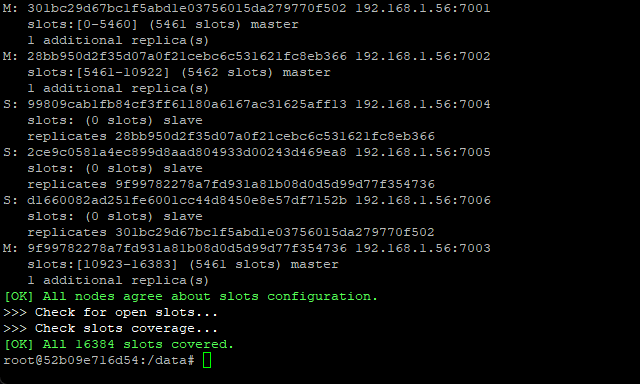 M: 301bc29d67bc1f5abd1e03756015da279770f502 192.168.1.56:7001
slots:[0-5460] (5461 slots) master
1 additional replica(s)
M: 28bb950d2f35d07a0f21cebc6c531621fc8eb366 192.168.1.56:7002
slots:[5461-10922] (5462 slots) master
1 additional replica(s)
S: 99809cab1fb84cf3ff61180a6167ac31625aff13 192.168.1.56:7004
slots: (0 slots) slave
replicates 28bb950d2f35d07a0f21cebc6c531621fc8eb366
S: 2ce9c0581a4ec899d8aad804933d00243d469ea8 192.168.1.56:7005
slots: (0 slots) slave
replicates 9f99782278a7fd931a81b08d0d5d99d77f354736
S: d1660082ad251fe6001cc44d8450e8e57df7152b 192.168.1.56:7006
slots: (0 slots) slave
replicates 301bc29d67bc1f5abd1e03756015da279770f502
M: 9f99782278a7fd931a81b08d0d5d99d77f354736 192.168.1.56:7003
slots:[10923-16383] (5461 slots) master
1 additional replica(s)
[OK] All nodes agree about slots configuration.
>>> Check for open slots...
>>> Check slots coverage...
[OK] All 16384 slots covered.
root@52b09e716d54:/data#